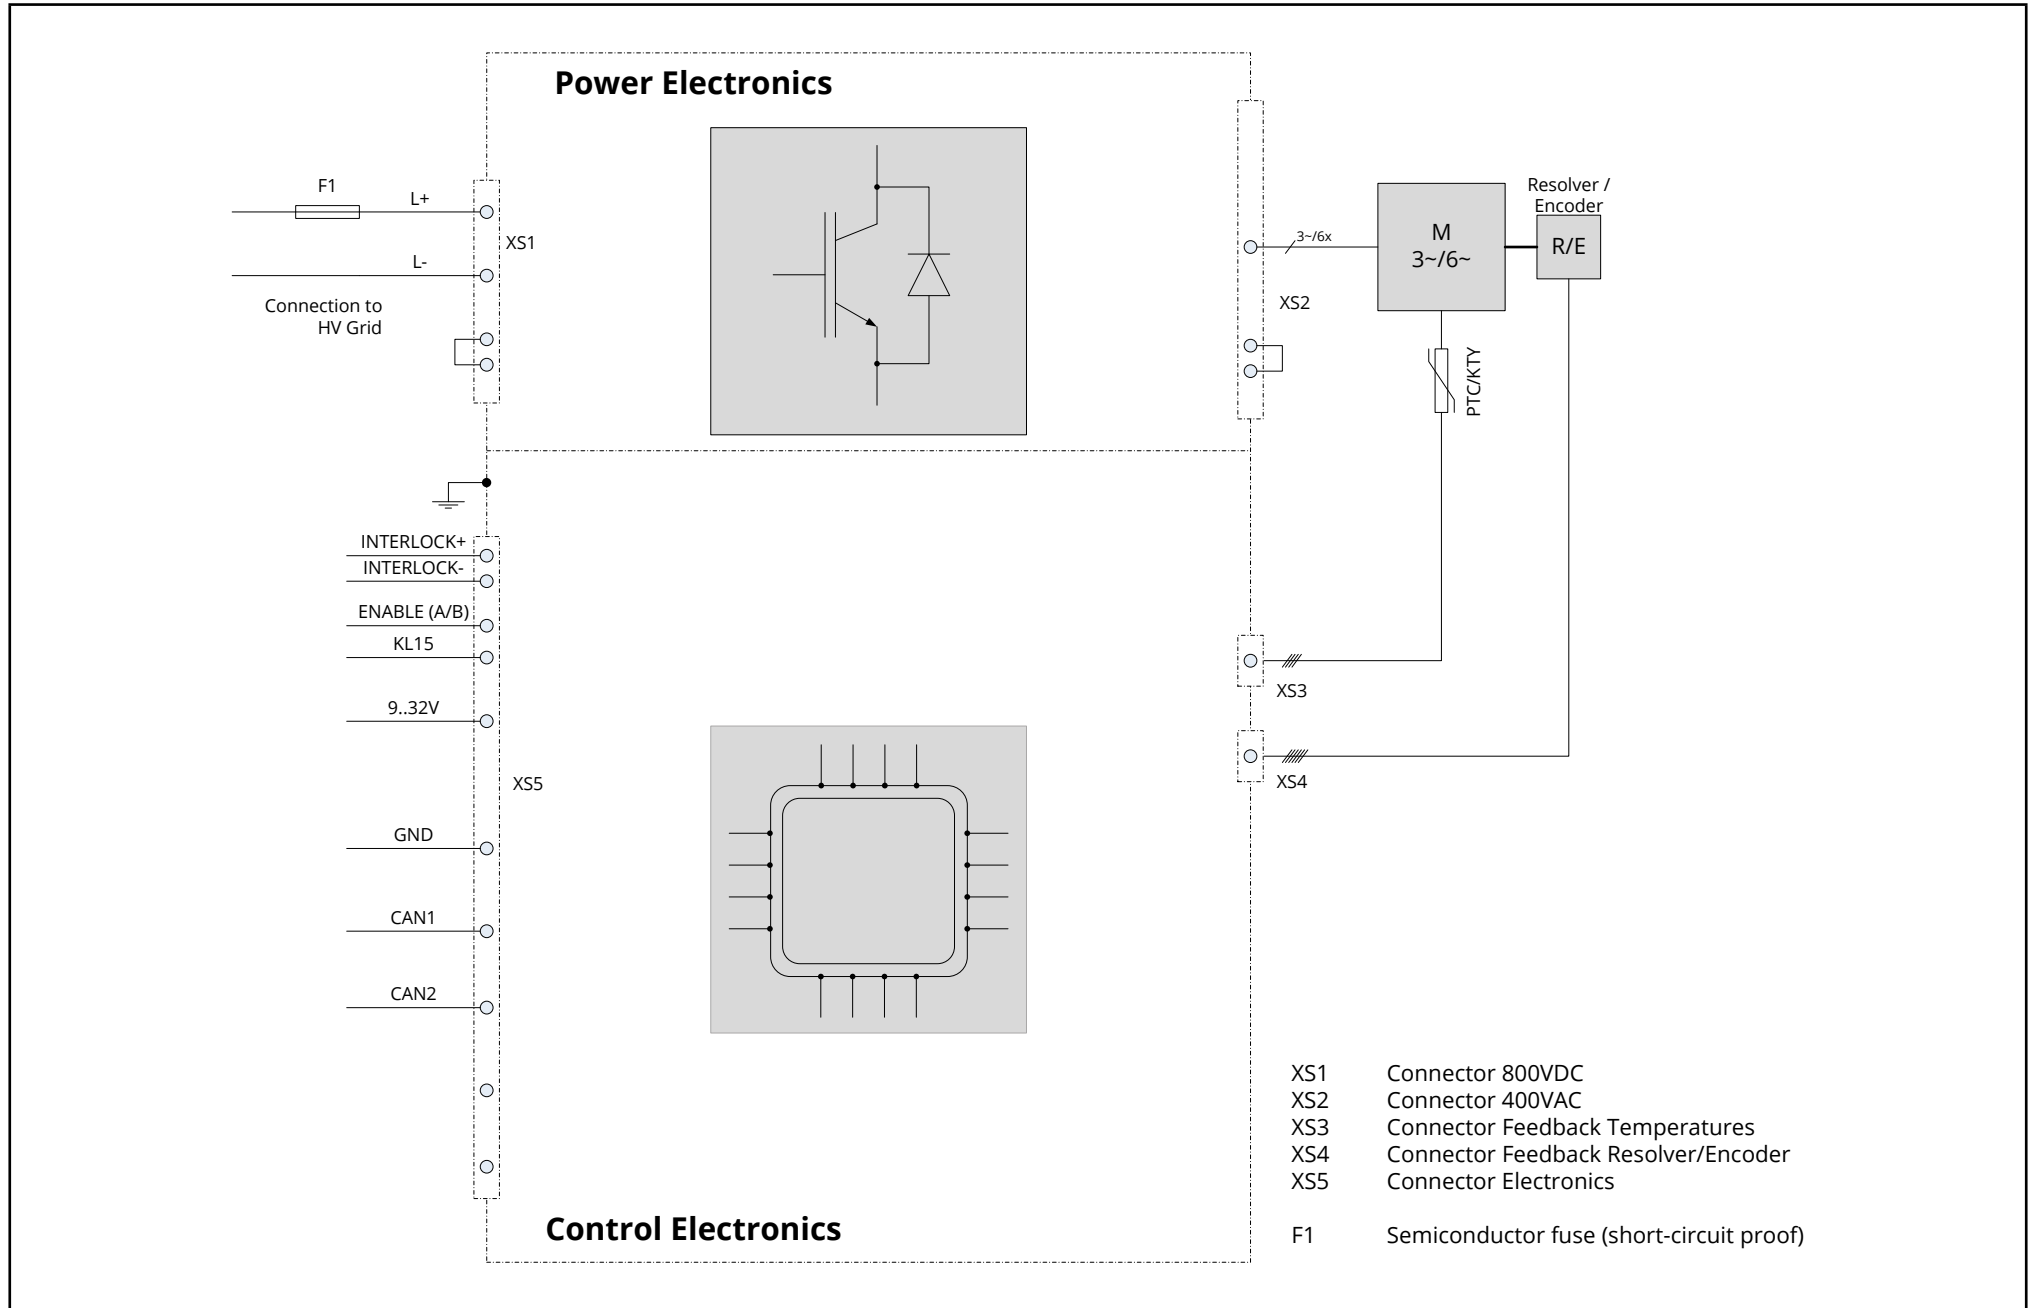 Power Electronics
F1
L+
XS1
L-
Connection to
HV Grid
3~/6x
XS2
M
3~/6~
Resolver /
Encoder
R/E
PTC/KTY
INTERLOCK+
INTERLOCK-
ENABLE (A/B)
KL15
9..32V
XS5
GND
CAN1
CAN2
XS3
XS4
Control Electronics
XS1 Connector 800VDC
XS2 Connector 400VAC
XS3 Connector Feedback Temperatures
XS4 Connector Feedback Resolver/Encoder
XS5 Connector Electronics
F1 Semiconductor fuse (short-circuit proof)